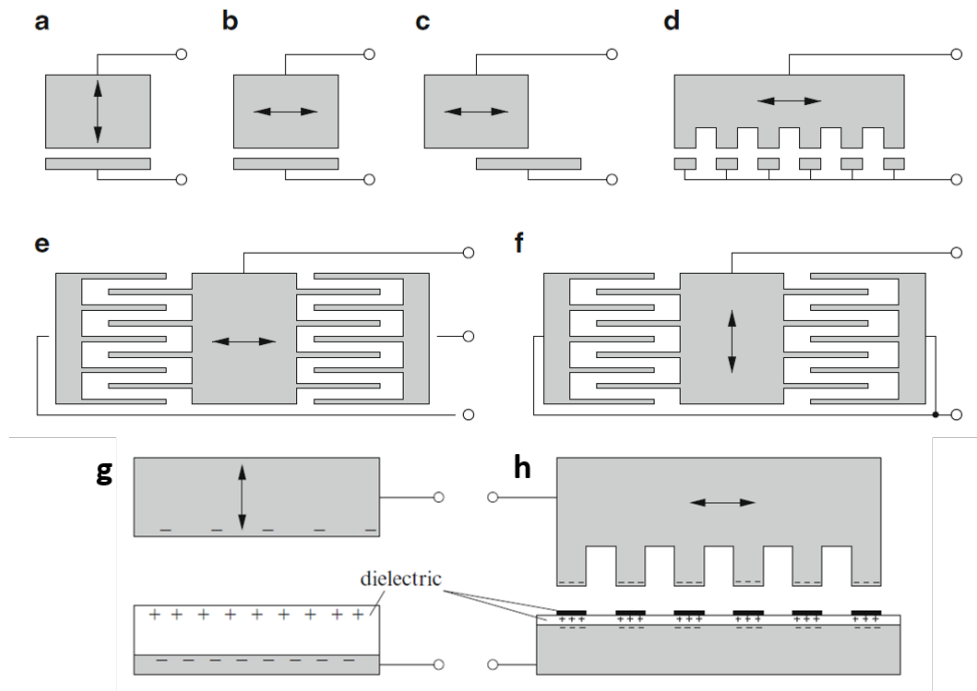 a b c d
e f
g h
dielectric
− − − − −
+ + + + + + + + +
− − − − − − − − −
− − − − − − − − − − − − − − − − − −
+ + + + + + + + + + + + + + + + + +
− − − − − − − − − − − − − − − − − −